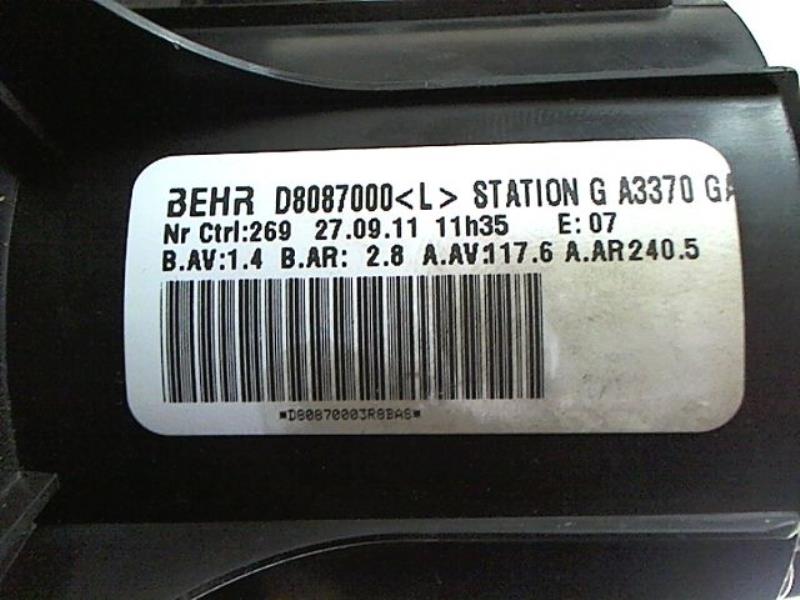 BEHR D8087000<L> STATION G A3370 GA
Nr Ctrl:269 27.09.11 11h35 E: 07
B.AV:1.4 B.AR: 2.8 A.AV:117.6 A.AR240.5
*D80870003R8BA8*